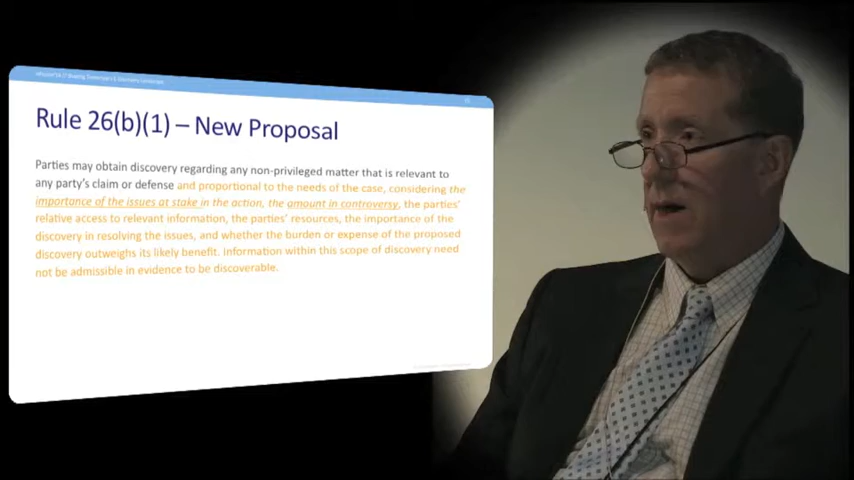 Rule 26(b)(1) – New Proposal
Parties may obtain discovery regarding any non-privileged matter that is relevant to
any party's claim or defense and proportional to the needs of the case, considering the
importance of the issues at stake in the action, the amount in controversy, the parties'
relative access to relevant information, the parties' resources, the importance of the
discovery in resolving the issues, and whether the burden or expense of the proposed
discovery outweighs its likely benefit. Information within this scope of discovery need
not be admissible in evidence to be discoverable.